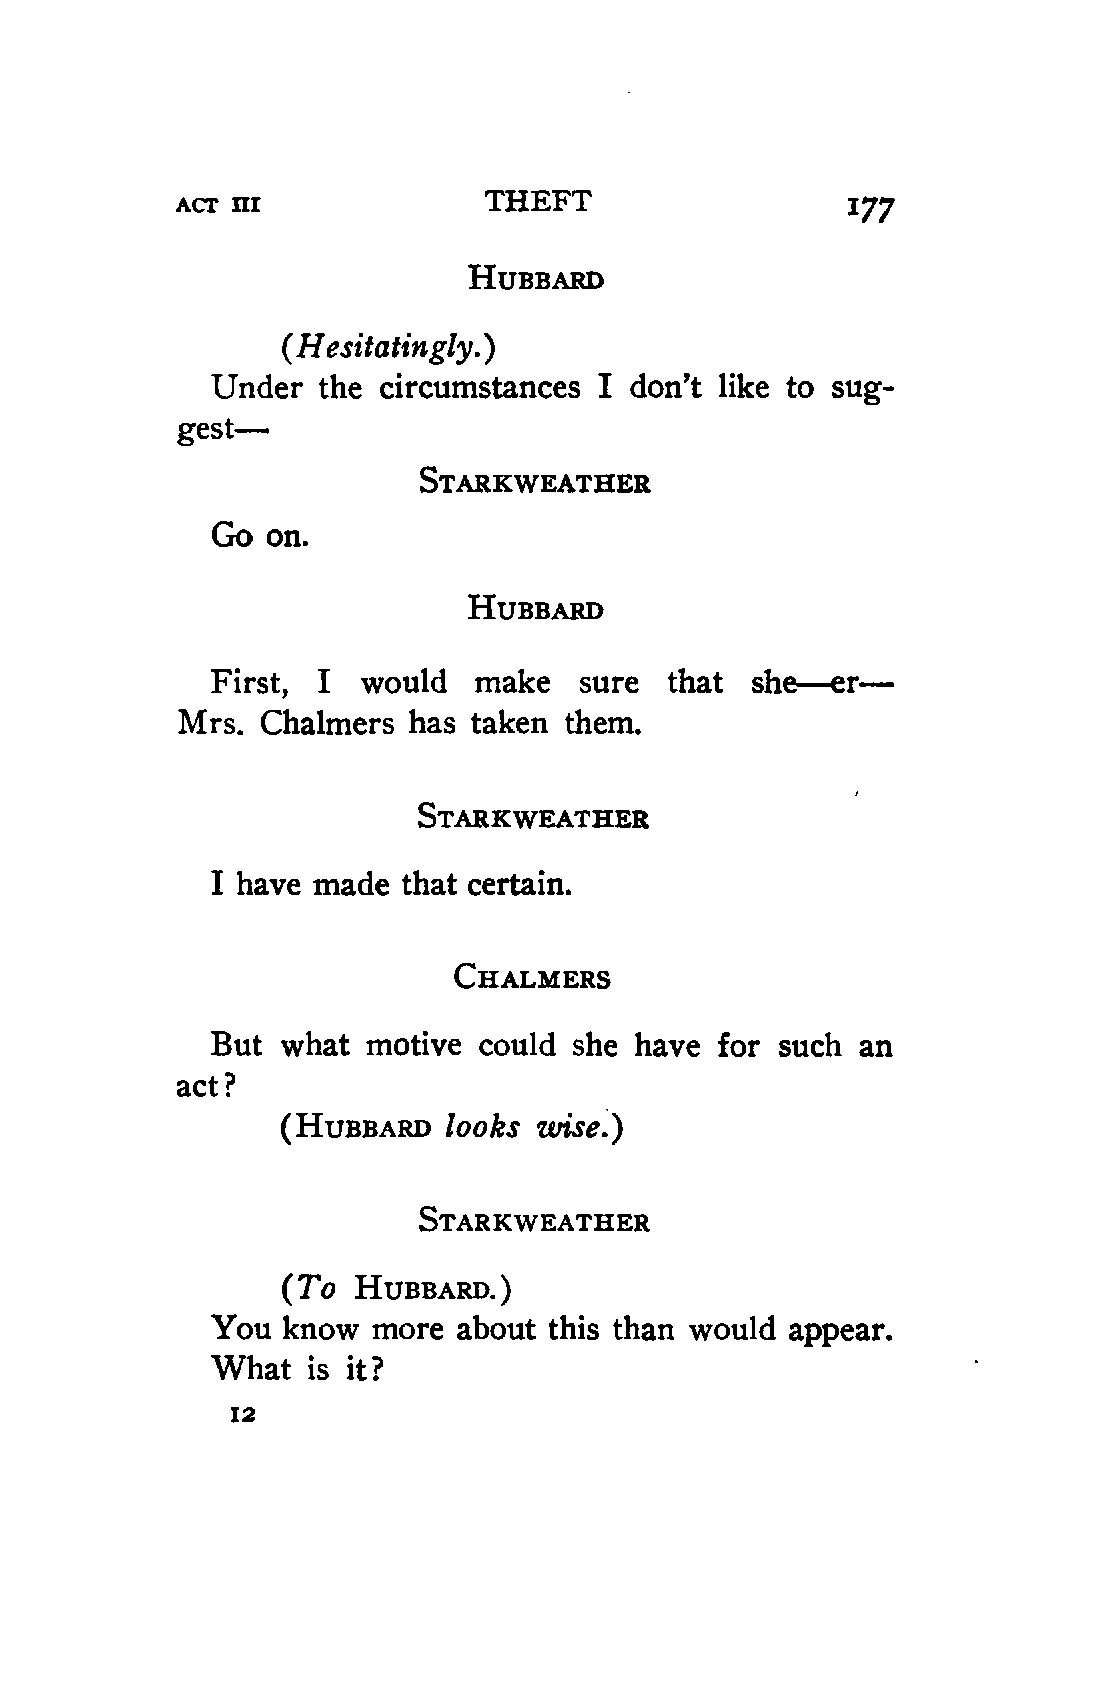 ACT III THEFT 177
HUBBARD
(Hesitatingly.)
Under the circumstances I don't like to sug-
gest—
STARKWEATHER
Go on.
HUBBARD
First, I would make sure that she—er—
Mrs. Chalmers has taken them.
STARKWEATHER
I have made that certain.
CHALMERS
But what motive could she have for such an
act?
(HUBBARD looks wise.)
STARKWEATHER
(To HUBBARD.)
You know more about this than would appear.
What is it?
12